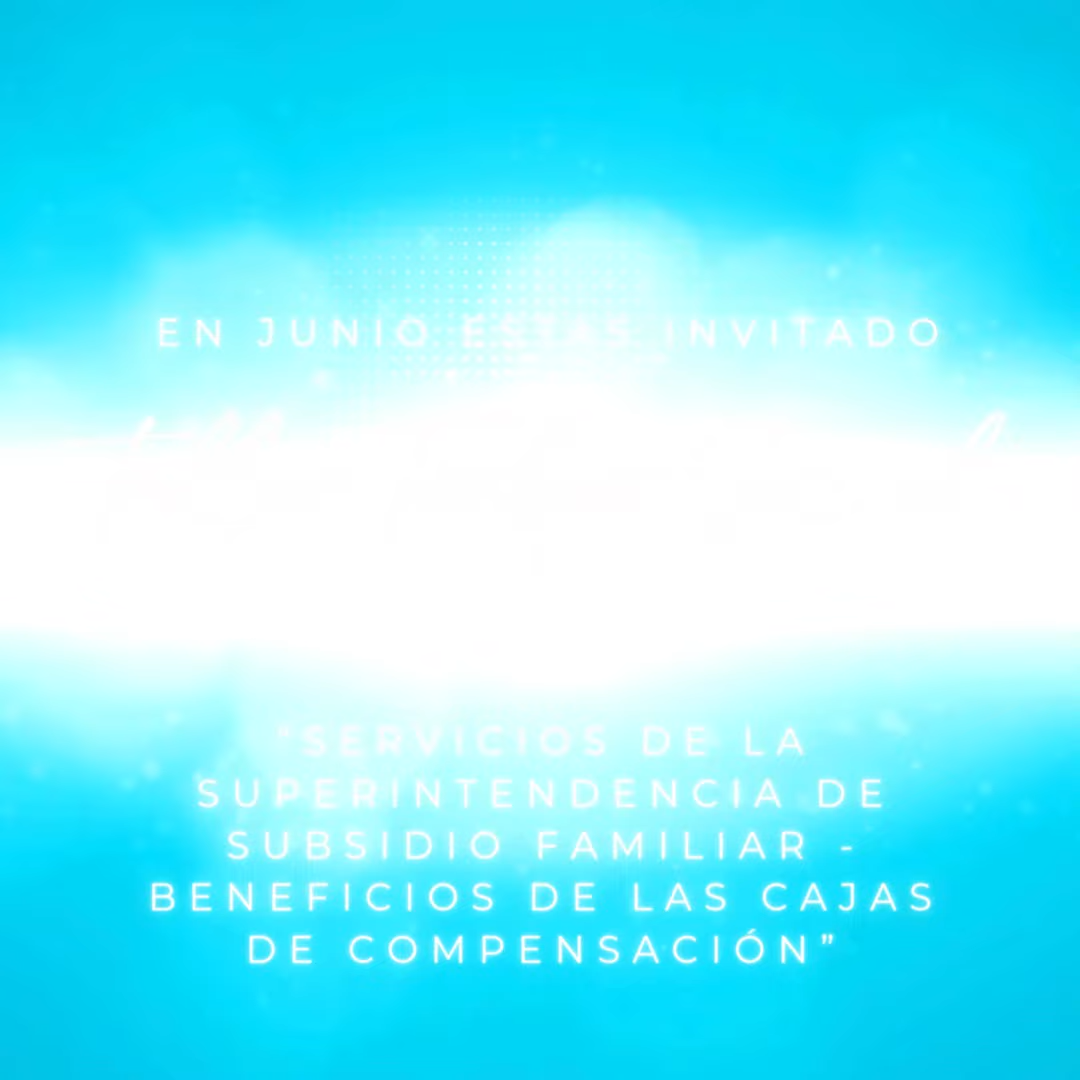 EN JUNIO ESTAS INVITADO
"SERVICIOS DE LA
SUPERINTENDENCIA DE
SUBSIDIO FAMILIAR -
BENEFICIOS DE LAS CAJAS
DE COMPENSACIÓN"